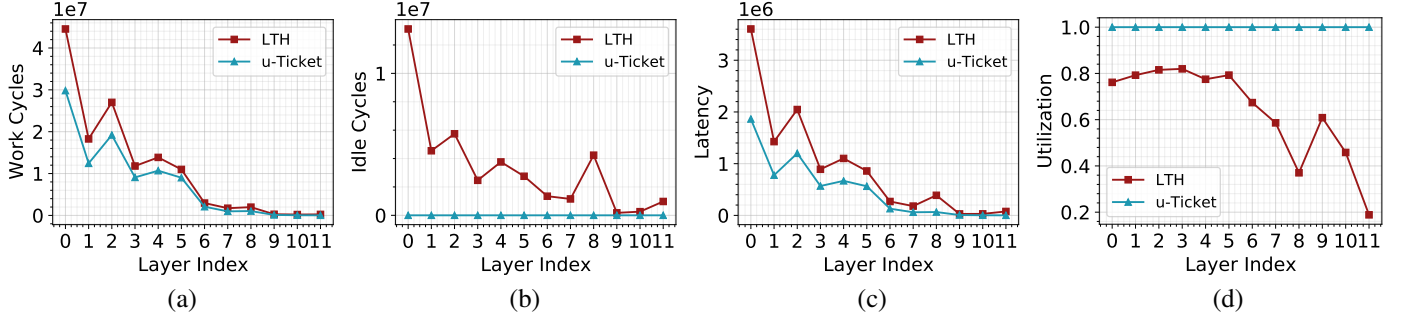 1e7
Work Cycles
4
3
2
1
0
LTH
u-Ticket
0 1 2 3 4 5 6 7 8 9 10 11
Layer Index
(a)
1e7
Idle Cycles
1
0
LTH
u-Ticket
0 1 2 3 4 5 6 7 8 9 10 11
Layer Index
(b)
1e6
Latency
3
2
1
0
LTH
u-Ticket
0 1 2 3 4 5 6 7 8 9 10 11
Layer Index
(c)
Utilization
1.0
0.8
0.6
0.4
0.2
LTH
u-Ticket
0 1 2 3 4 5 6 7 8 9 10 11
Layer Index
(d)